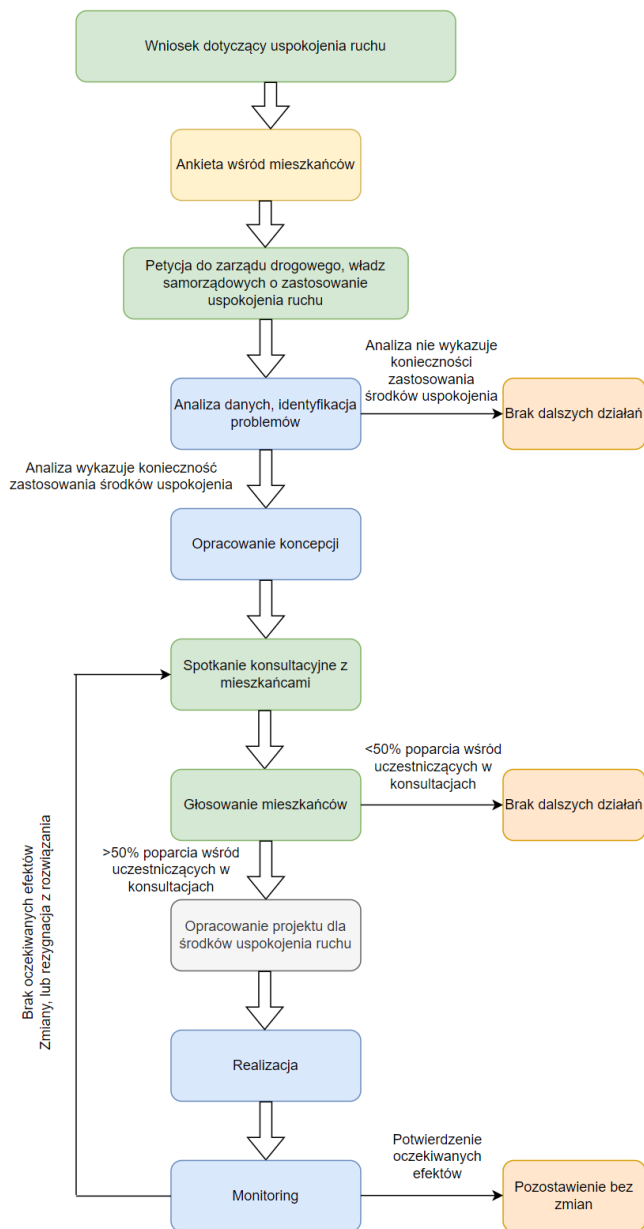 Wniosek dotyczący uspokojenia ruchu
Ankieta wśród mieszkańców
Petycja do zarządu drogowego, władz
samorządowych o zastosowanie
uspokojenia ruchu
Analiza nie wykazuje
konieczności
zastosowania
środków uspokojenia
Analiza danych, identyfikacja
problemów
Brak dalszych działań
Analiza wykazuje konieczność
zastosowania środków uspokojenia
Opracowanie koncepcji
Spotkanie konsultacyjne z
mieszkańcami
<50% poparcia wśród
uczestniczących w
konsultacjach
Głosowanie mieszkańców
Brak dalszych działań
>50% poparcia wśród
uczestniczących w
konsultacjach
Opracowanie projektu dla
środków uspokojenia ruchu
Brak oczekiwanych efektów
Zmiany, lub rezygnacja z rozwiązania
Realizacja
Potwierdzenie
oczekiwanych
efektów
Monitoring
Pozostawienie bez
zmian